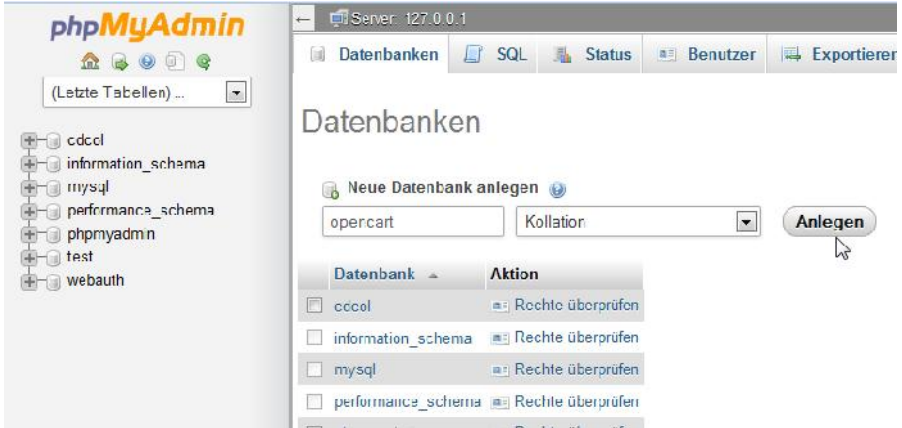 phpMyAdmin
(Letzte Tabellen) ...
cdcol
information_schema
mysql
performance_schema
phpmyadmin
test
webauth
Server: 127.0.0.1
Datenbanken SQL Status Benutzer Exportieren
Datenbanken
Neue Datenbank anlegen
opencart Kollation Anlegen
Datenbank Aktion
cdcol Rechte überprüfen
information_schema Rechte überprüfen
mysql Rechte überprüfen
performance_schema Rechte überprüfen